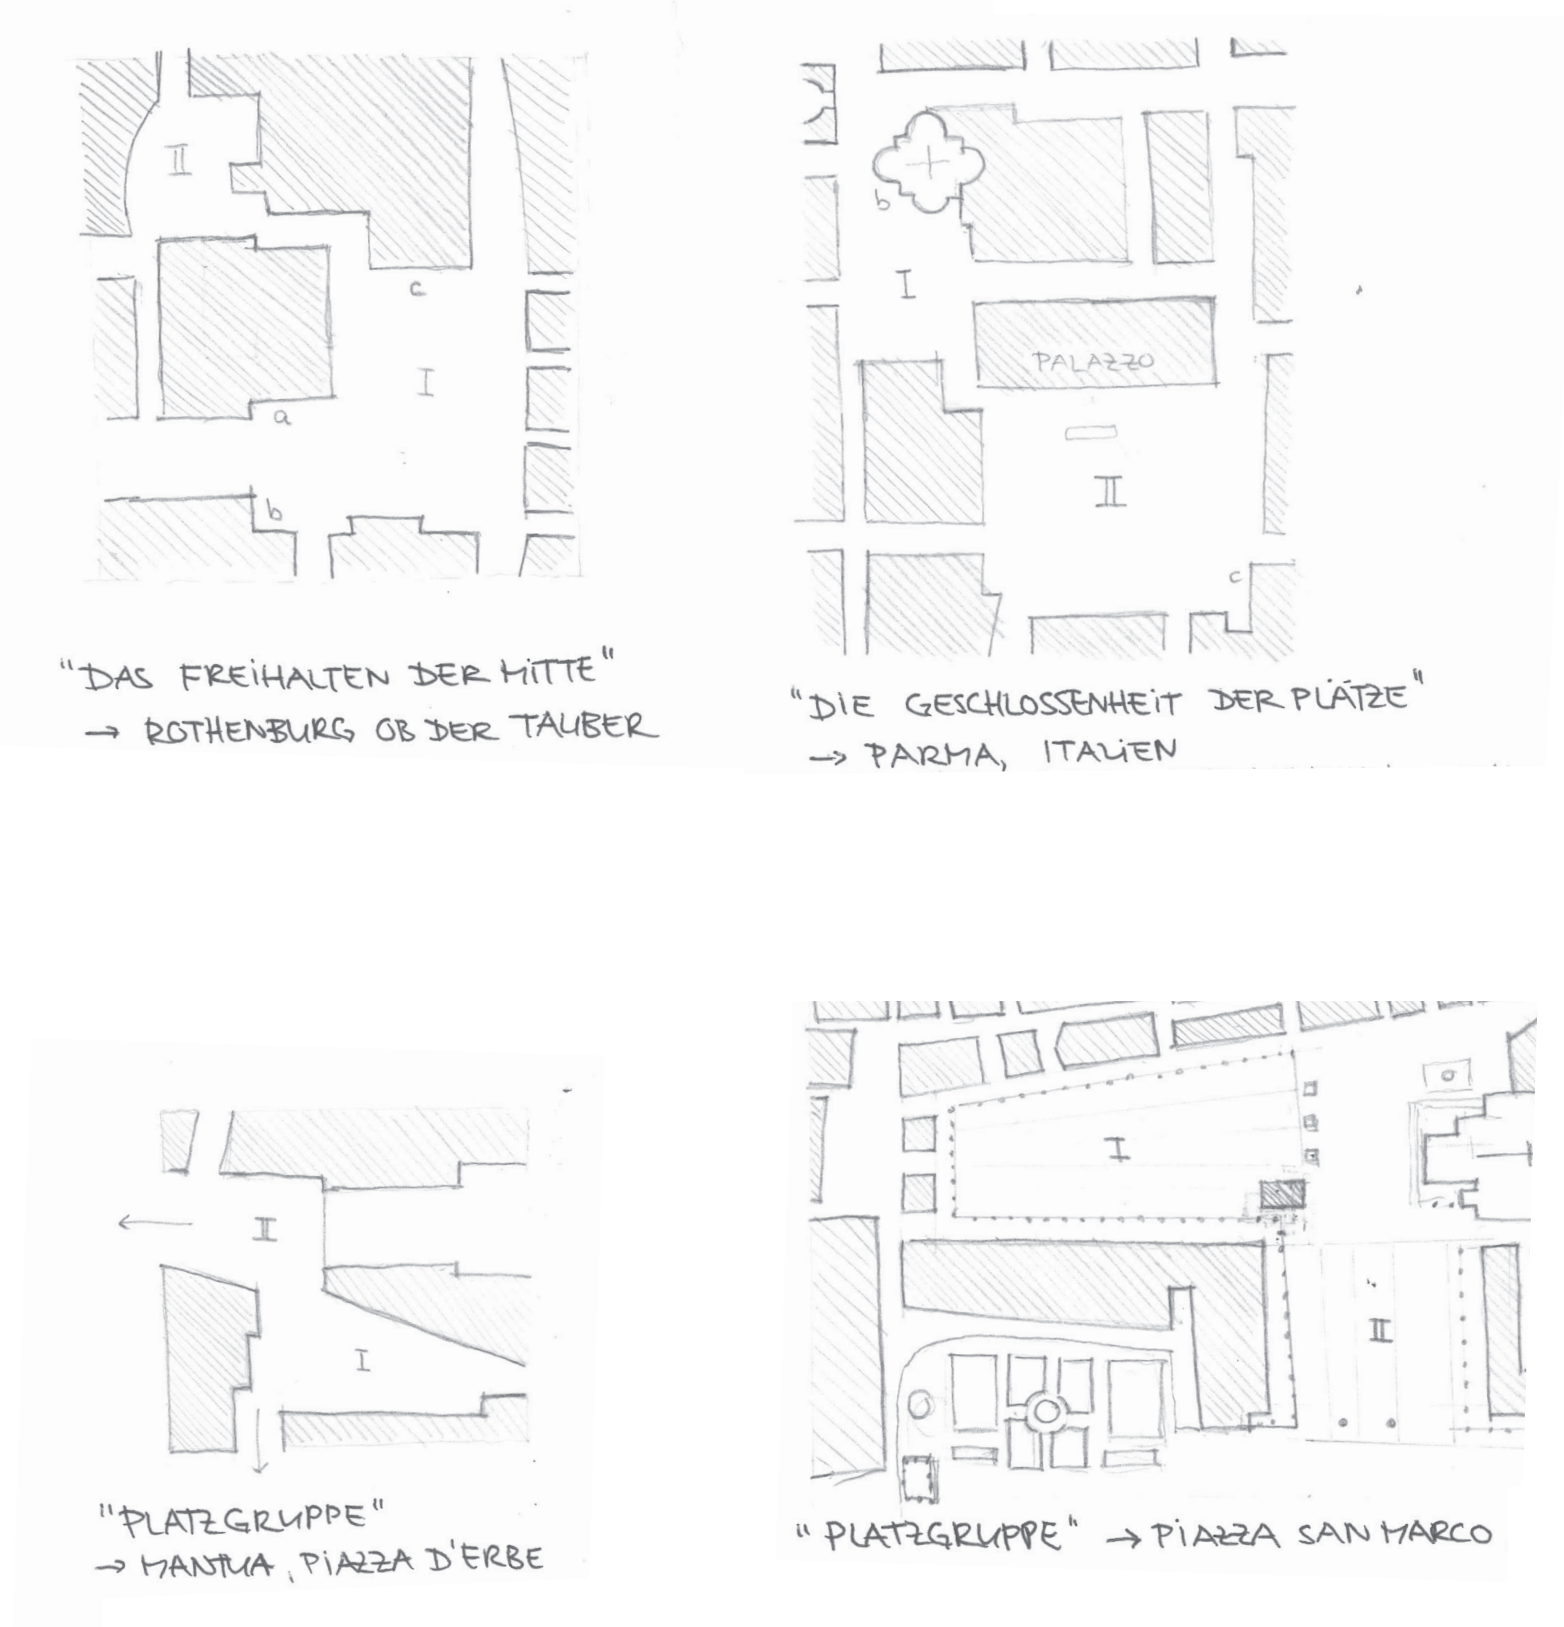 II
c
I
a
b
"DAS FREIHALTEN DER MITTE"
→ ROTHENBURG OB DER TAUBER
b
I
PALAZZO
II
c
"DIE GESCHLOSSENHEIT DER PLÄTZE"
→ PARMA, ITALIEN
II
I
"PLATZGRUPPE"
→ MANTUA, PIAZZA D'ERBE
I
II
"PLATZGRUPPE" → PIAZZA SAN MARCO